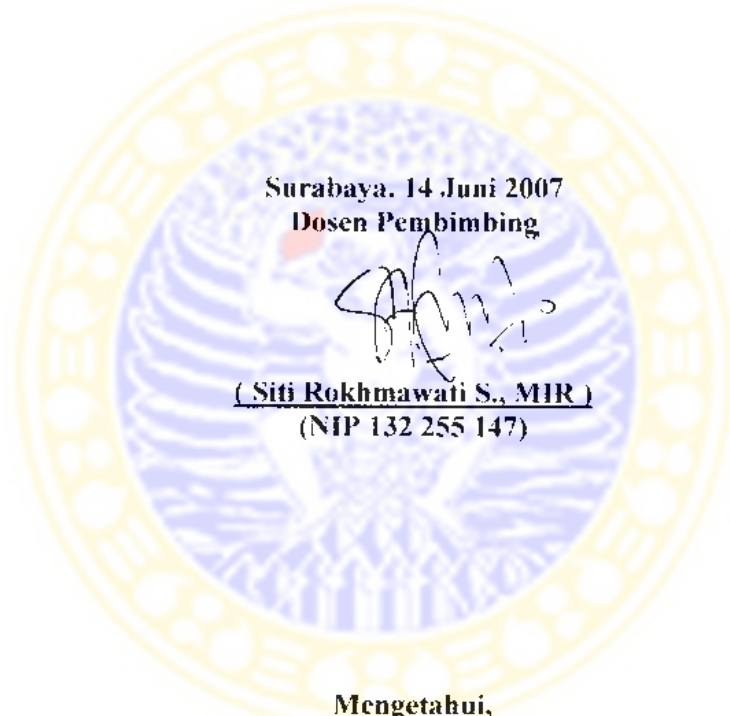 Surabaya. 14 Juni 2007
Dosen Pembimbing
( Siti Rokhmawati S., MIR )
(NIP 132 255 147)
Mengetahui,